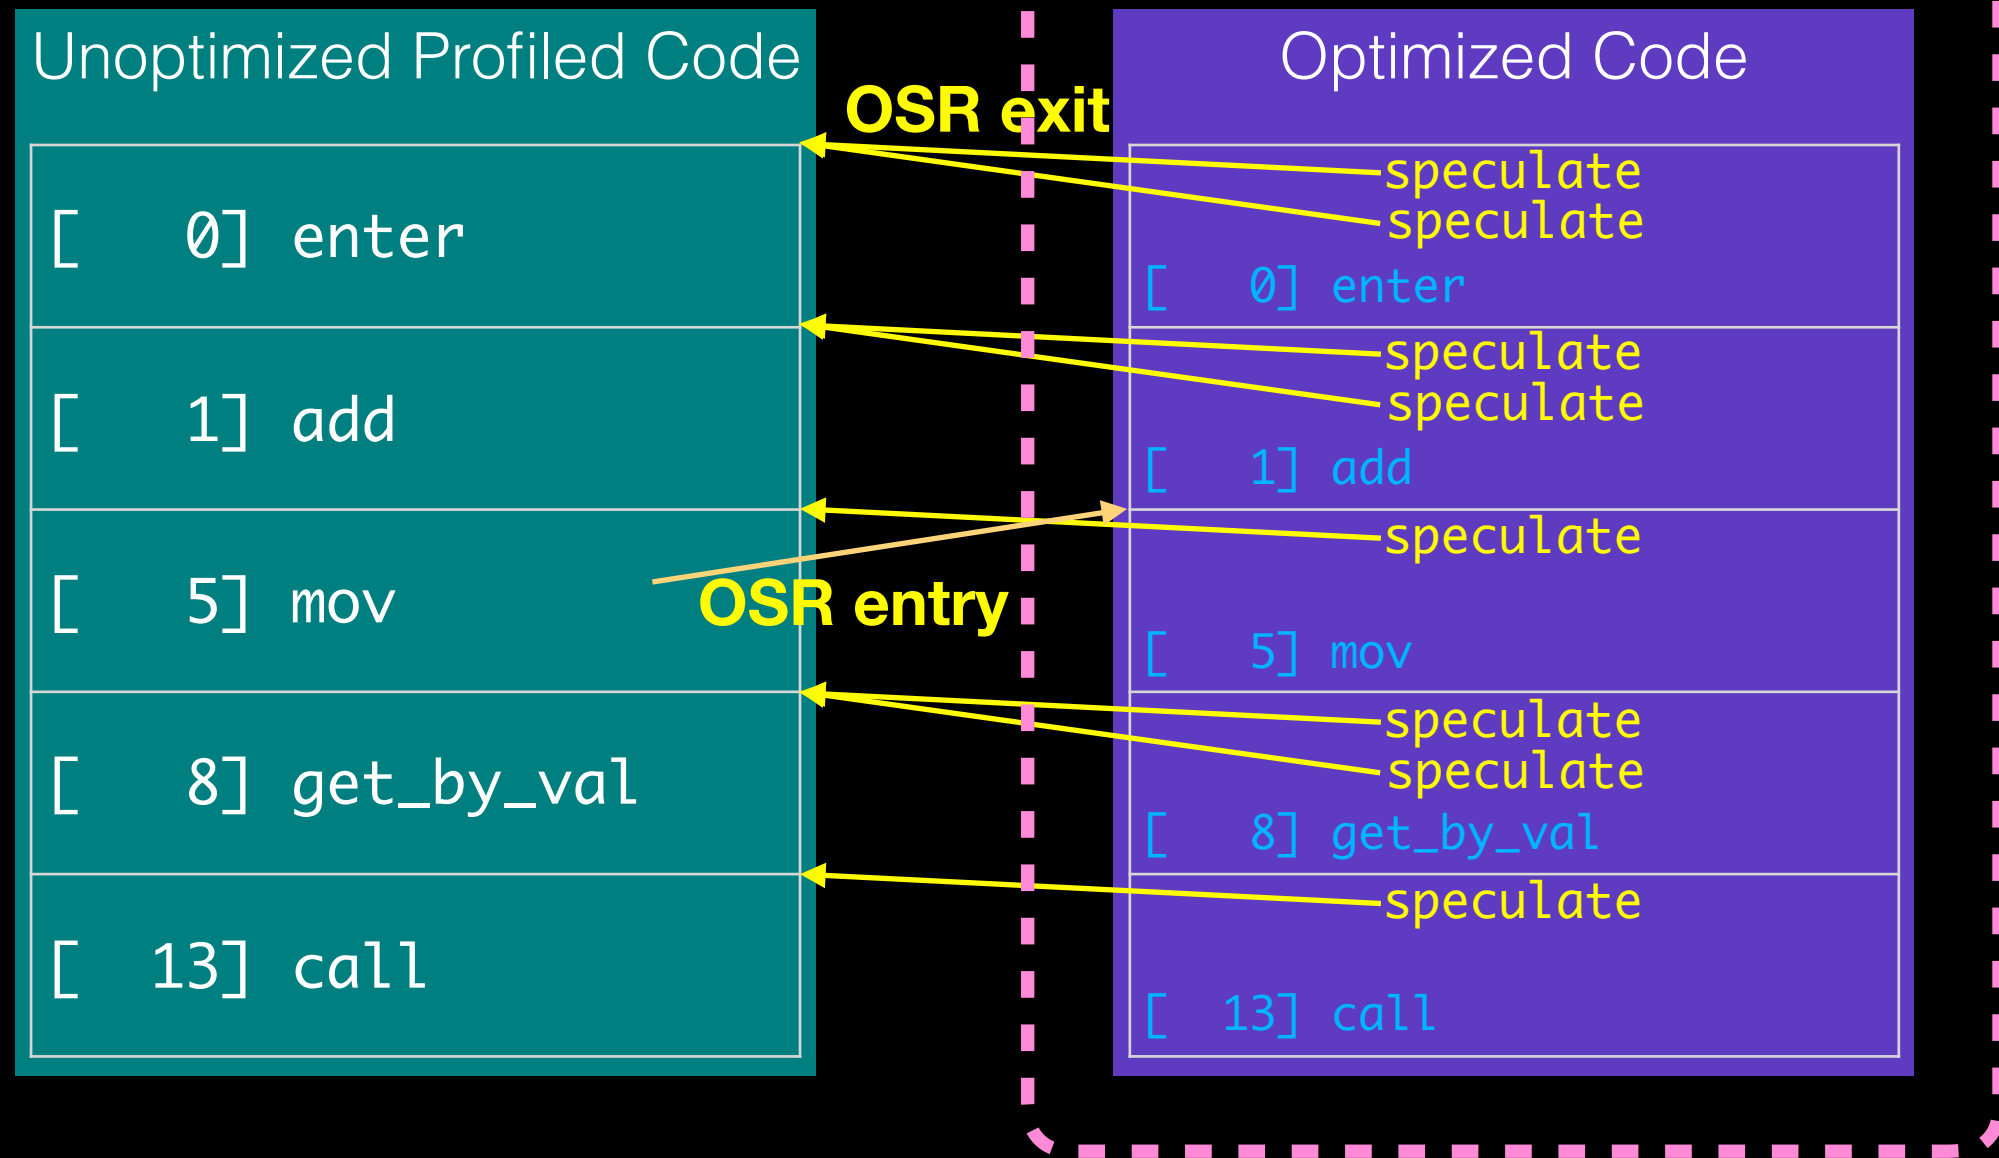 Unoptimized Profiled Code
[   0] enter
[   1] add
[   5] mov
[   8] get_by_val
[  13] call
OSR exit
OSR entry
Optimized Code
speculate
speculate
[   0] enter
speculate
speculate
[   1] add
speculate
[   5] mov
speculate
speculate
[   8] get_by_val
speculate
[  13] call